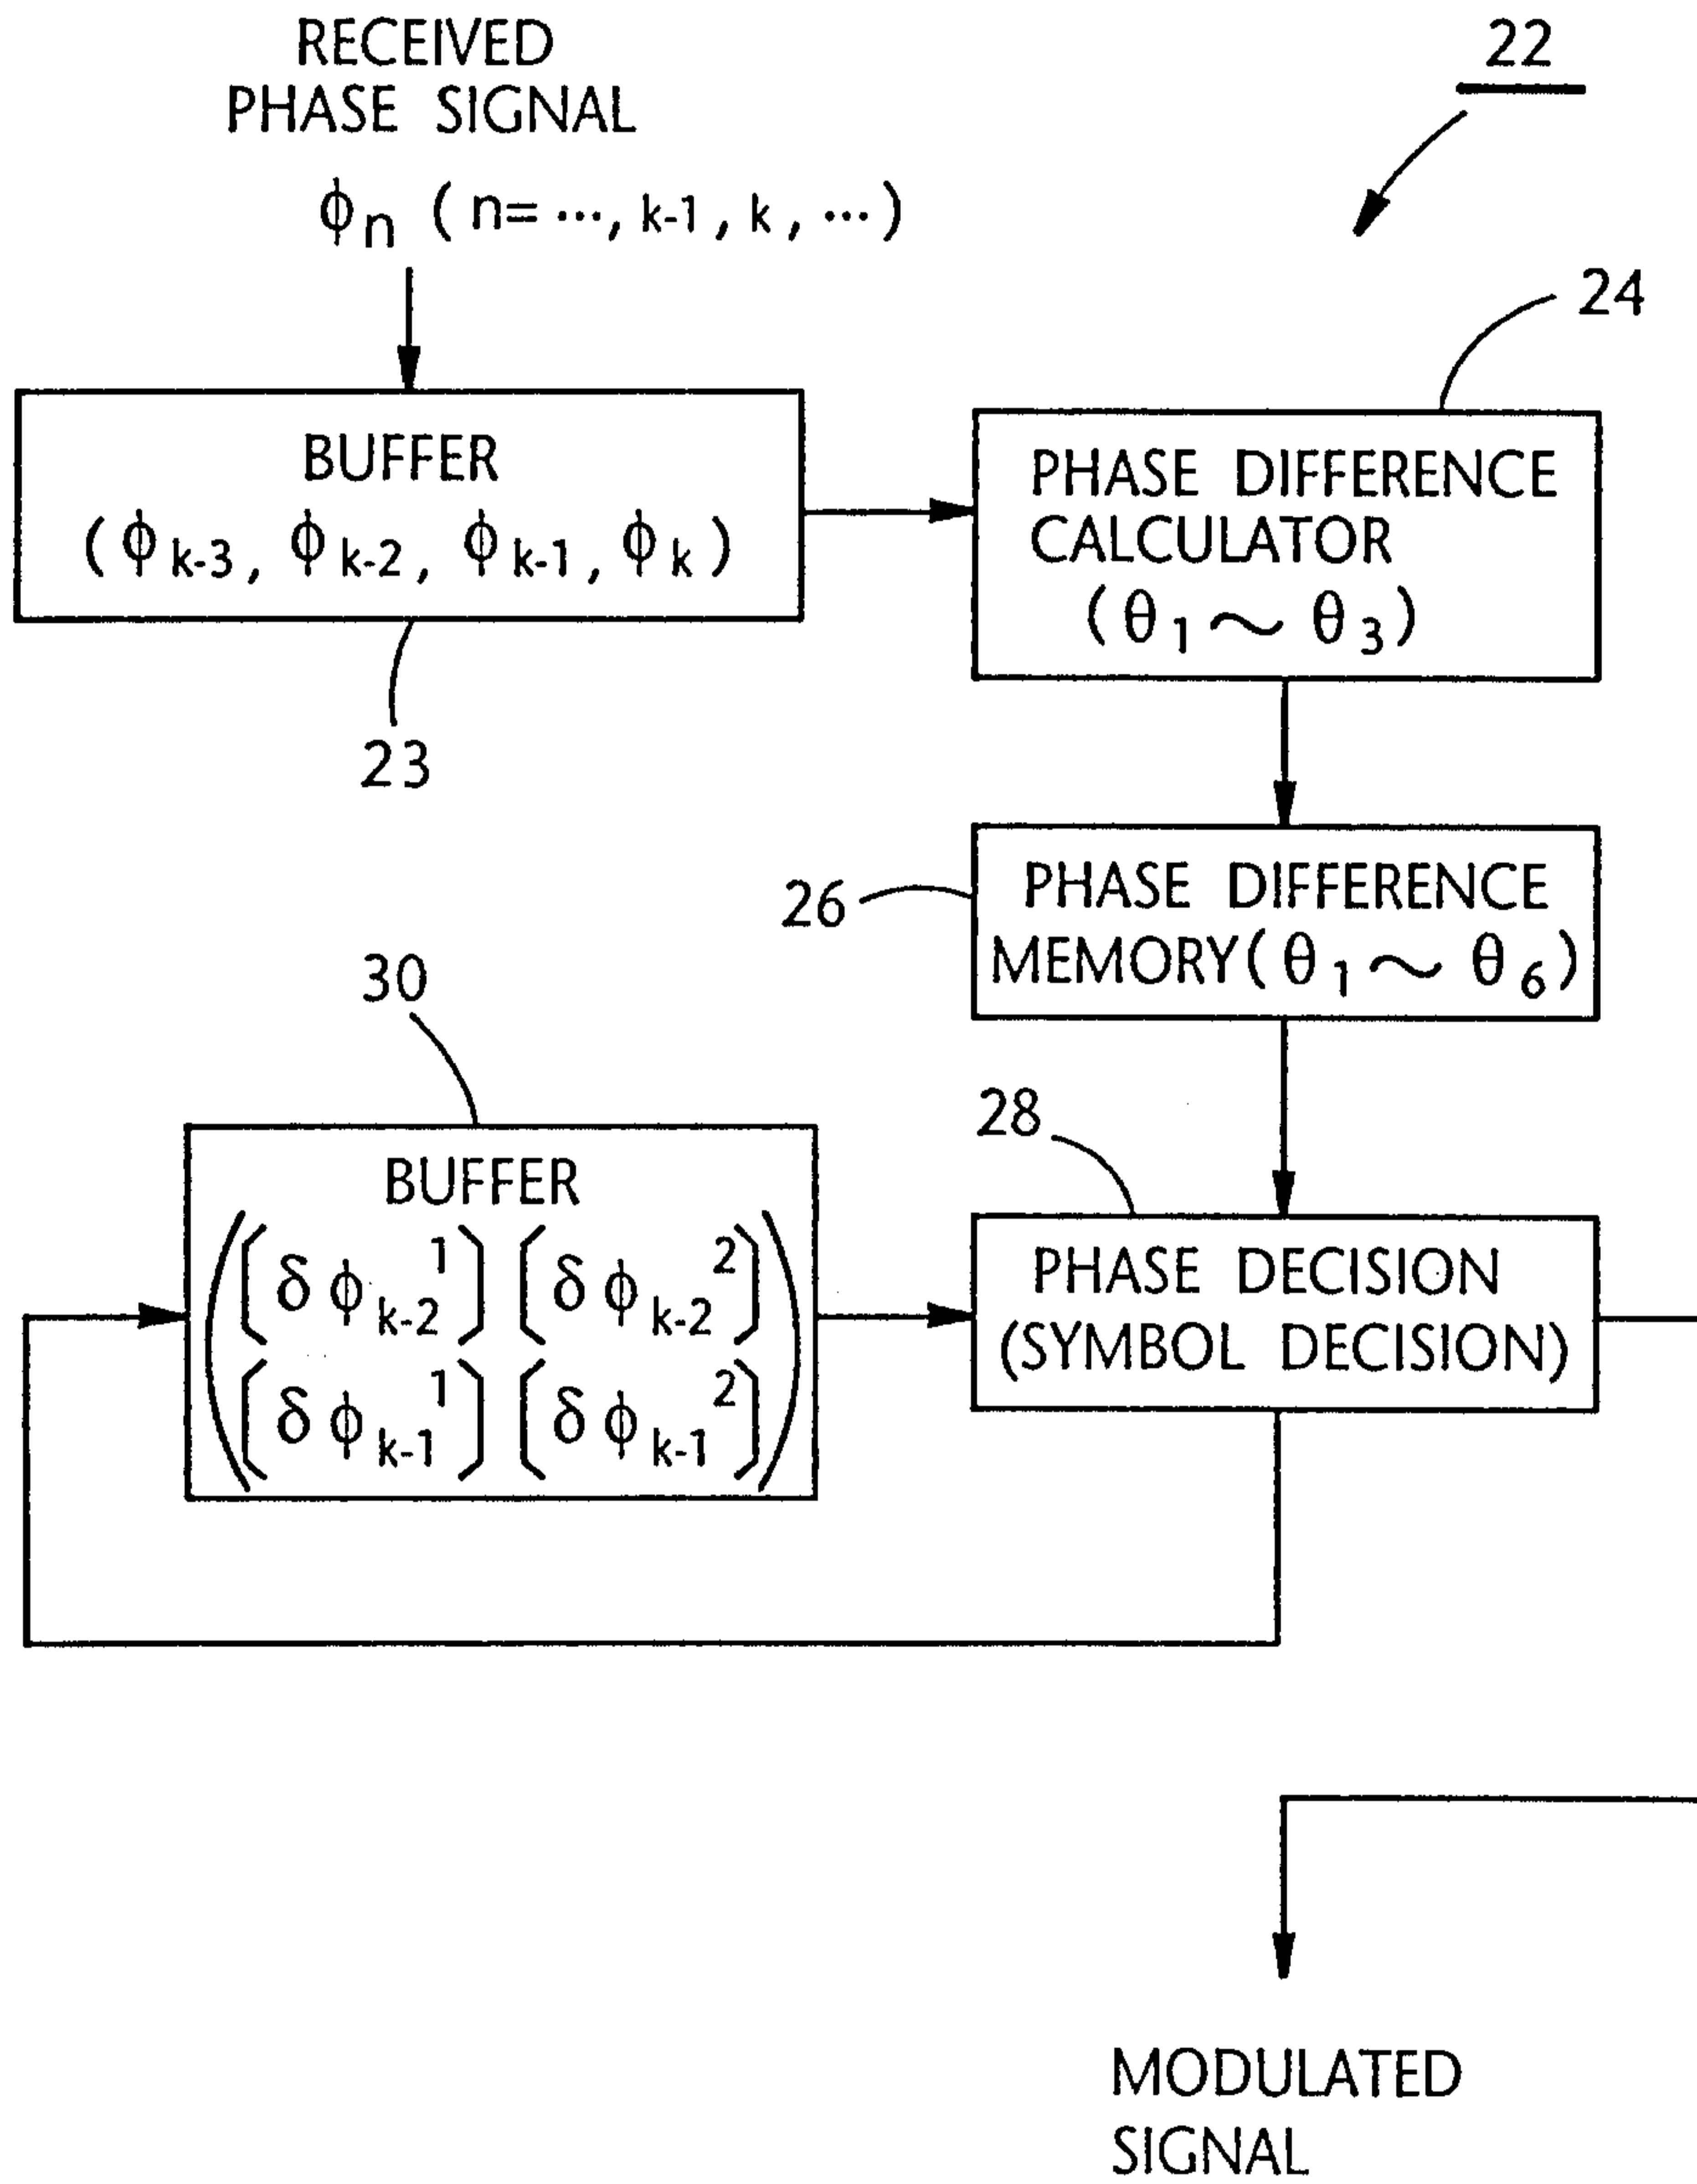 RECEIVED
PHASE SIGNAL
ϕn ( n= ···, k-1 , k , ··· )
22
24
BUFFER
( ϕk-3 , ϕk-2 , ϕk-1 , ϕk )
23
PHASE DIFFERENCE
CALCULATOR
( θ1 ~ θ3 )
26
PHASE DIFFERENCE
MEMORY( θ1 ~ θ6 )
30
BUFFER
( [ δϕk-2 1 ] [ δϕk-2 2 ]
[ δϕk-1 1 ] [ δϕk-1 2 ] )
28
PHASE DECISION
(SYMBOL DECISION)
MODULATED
SIGNAL